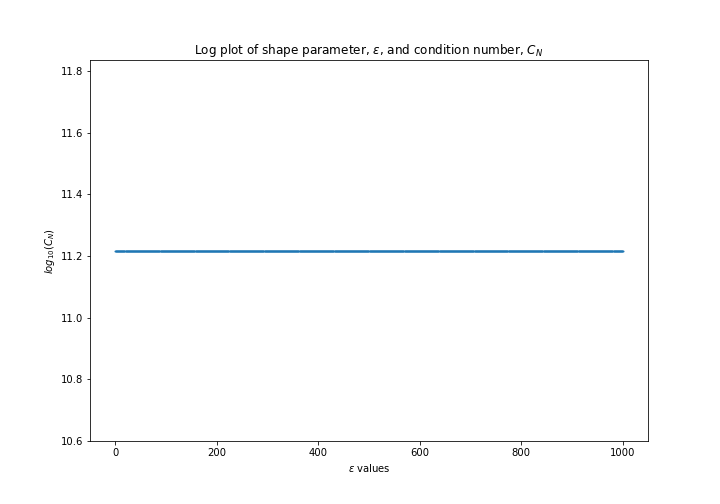 Log plot of shape parameter, ε, and condition number, C_N
11.8
11.6
11.4
11.2
11.0
10.8
10.6
log₁₀(C_N)
0 200 400 600 800 1000
ε values